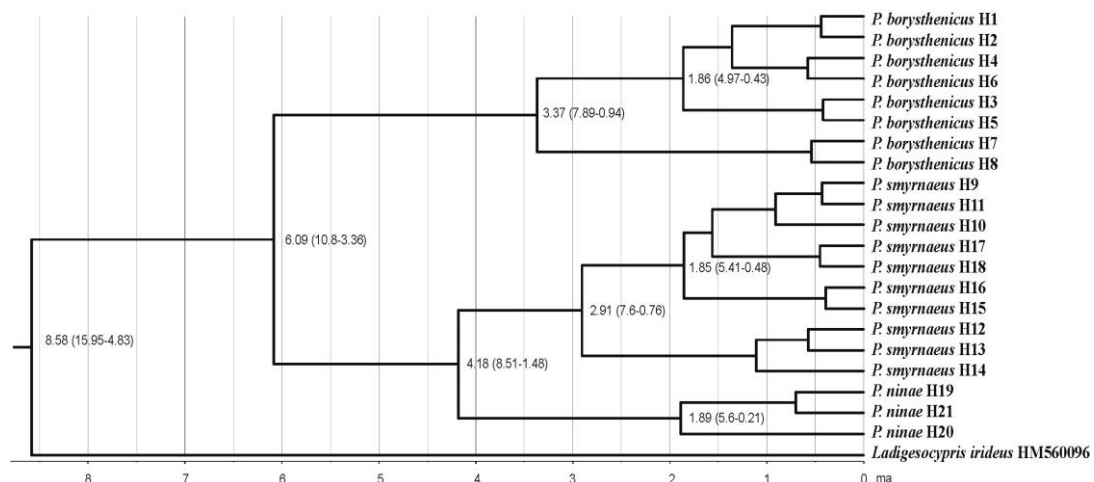 P. borysthenicus H1
P. borysthenicus H2
P. borysthenicus H4
P. borysthenicus H6
1.86 (4.97-0.43)
P. borysthenicus H3
3.37 (7.89-0.94)
P. borysthenicus H5
P. borysthenicus H7
P. borysthenicus H8
P. smyrnaeus H9
P. smyrnaeus H11
P. smyrnaeus H10
6.09 (10.8-3.36)
P. smyrnaeus H17
P. smyrnaeus H18
1.85 (5.41-0.48)
P. smyrnaeus H16
P. smyrnaeus H15
2.91 (7.6-0.76)
P. smyrnaeus H12
8.58 (15.95-4.83)
P. smyrnaeus H13
4.18 (8.51-1.48)
P. smyrnaeus H14
P. ninae H19
P. ninae H21
1.89 (5.6-0.21)
P. ninae H20
Ladigesocypris irideus HM560096
8 7 6 5 4 3 2 1 0 ma